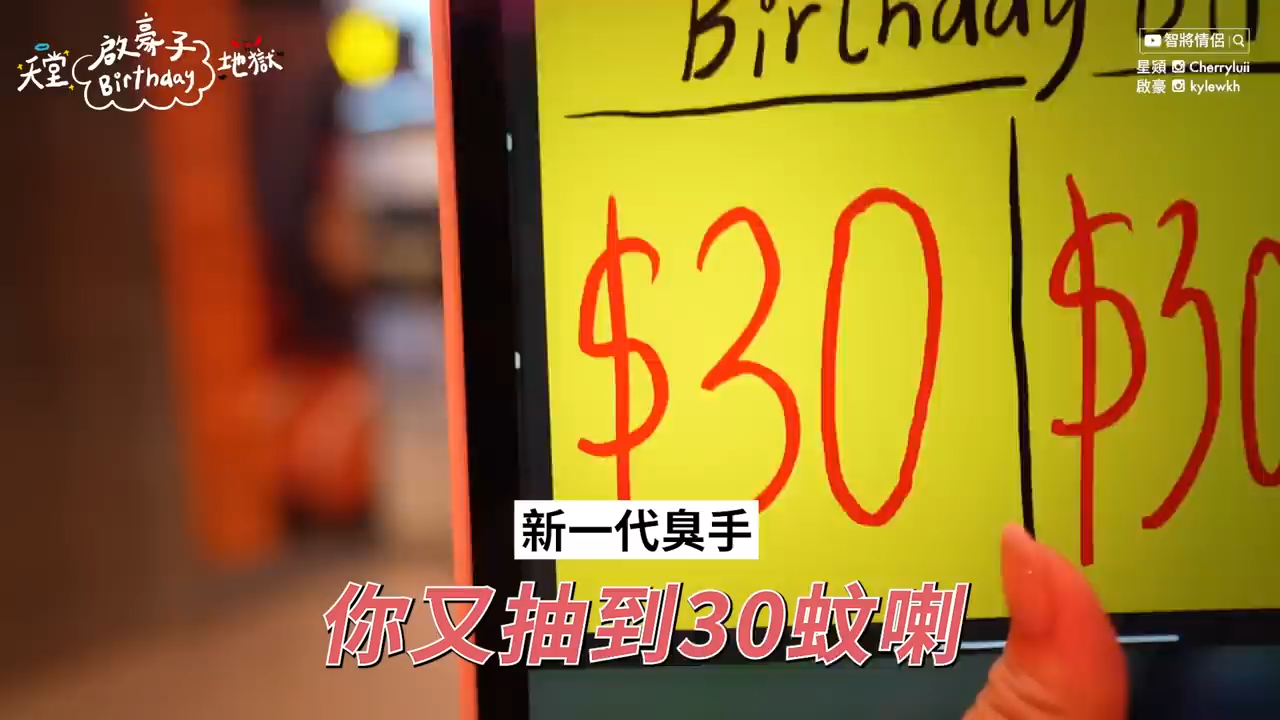 天堂 啟豪子 地獄
Birthday
智將情侶
星潁 Cherryluii
啟豪 kylewkh
Birthday
$30
$30
新一代臭手
你又抽到30蚊喇